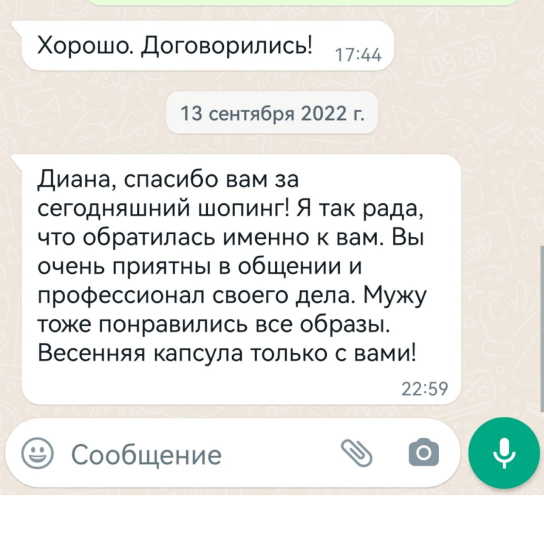 Хорошо. Договорились!
17:44
13 сентября 2022 г.
Диана, спасибо вам за
сегодняшний шопинг! Я так рада,
что обратилась именно к вам. Вы
очень приятны в общении и
профессионал своего дела. Мужу
тоже понравились все образы.
Весенняя капсула только с вами!
22:59
Сообщение